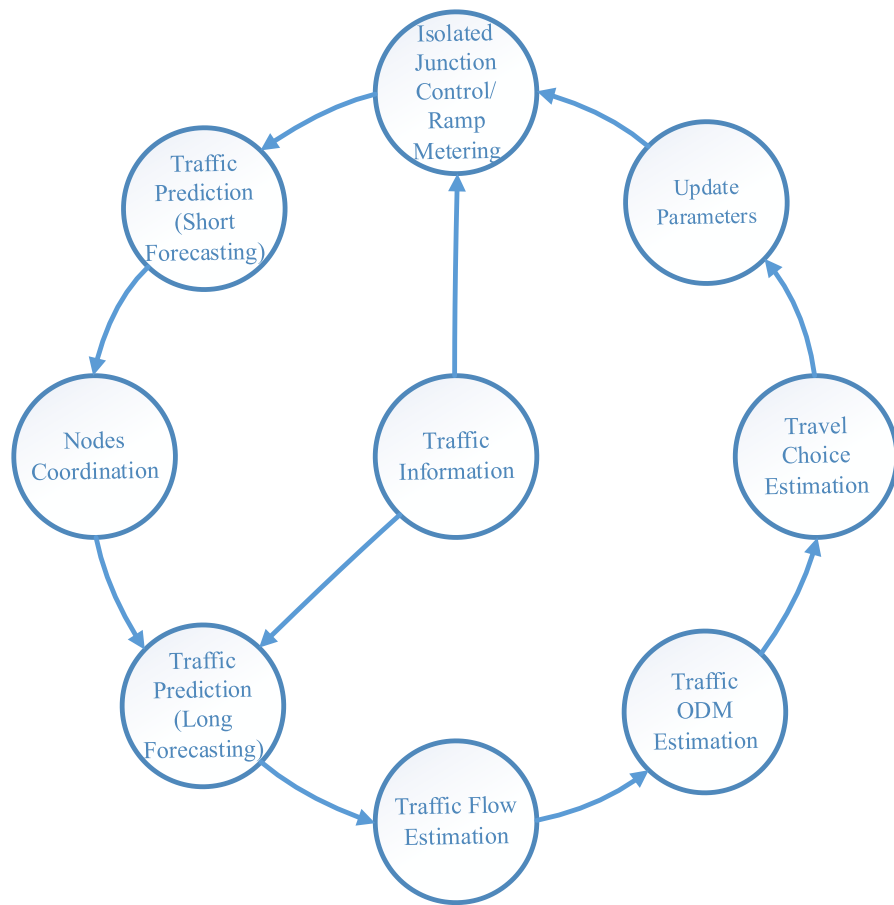 Isolated
Junction
Control/
Ramp
Metering
Traffic
Prediction
(Short
Forecasting)
Update
Parameters
Nodes
Coordination
Traffic
Information
Travel
Choice
Estimation
Traffic
Prediction
(Long
Forecasting)
Traffic
ODM
Estimation
Traffic Flow
Estimation